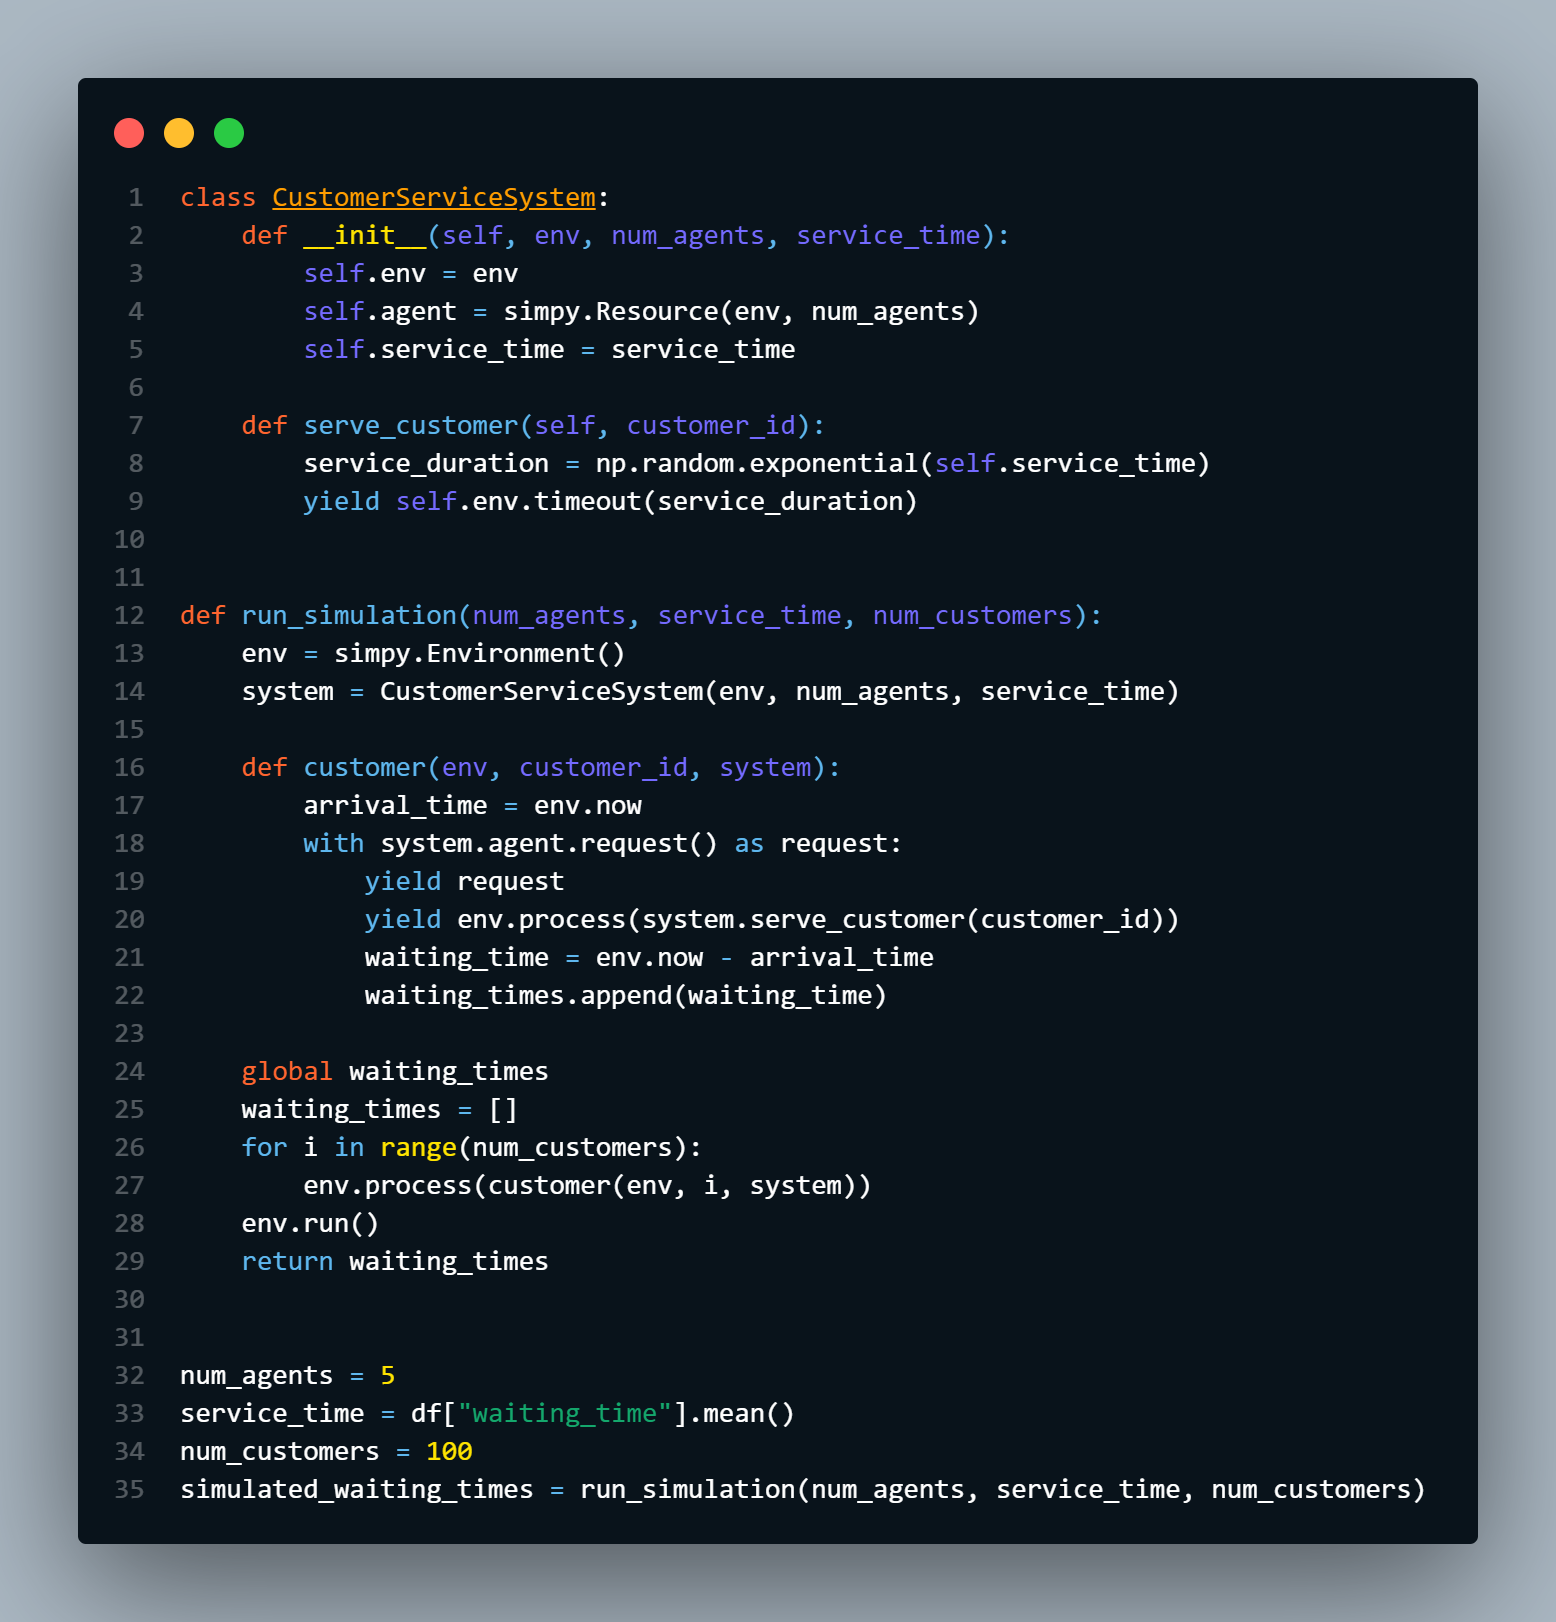 1 class CustomerServiceSystem:
2     def __init__(self, env, num_agents, service_time):
3         self.env = env
4         self.agent = simpy.Resource(env, num_agents)
5         self.service_time = service_time
6
7     def serve_customer(self, customer_id):
8         service_duration = np.random.exponential(self.service_time)
9         yield self.env.timeout(service_duration)
10
11
12 def run_simulation(num_agents, service_time, num_customers):
13     env = simpy.Environment()
14     system = CustomerServiceSystem(env, num_agents, service_time)
15
16     def customer(env, customer_id, system):
17         arrival_time = env.now
18         with system.agent.request() as request:
19             yield request
20             yield env.process(system.serve_customer(customer_id))
21             waiting_time = env.now - arrival_time
22             waiting_times.append(waiting_time)
23
24     global waiting_times
25     waiting_times = []
26     for i in range(num_customers):
27         env.process(customer(env, i, system))
28     env.run()
29     return waiting_times
30
31
32 num_agents = 5
33 service_time = df["waiting_time"].mean()
34 num_customers = 100
35 simulated_waiting_times = run_simulation(num_agents, service_time, num_customers)